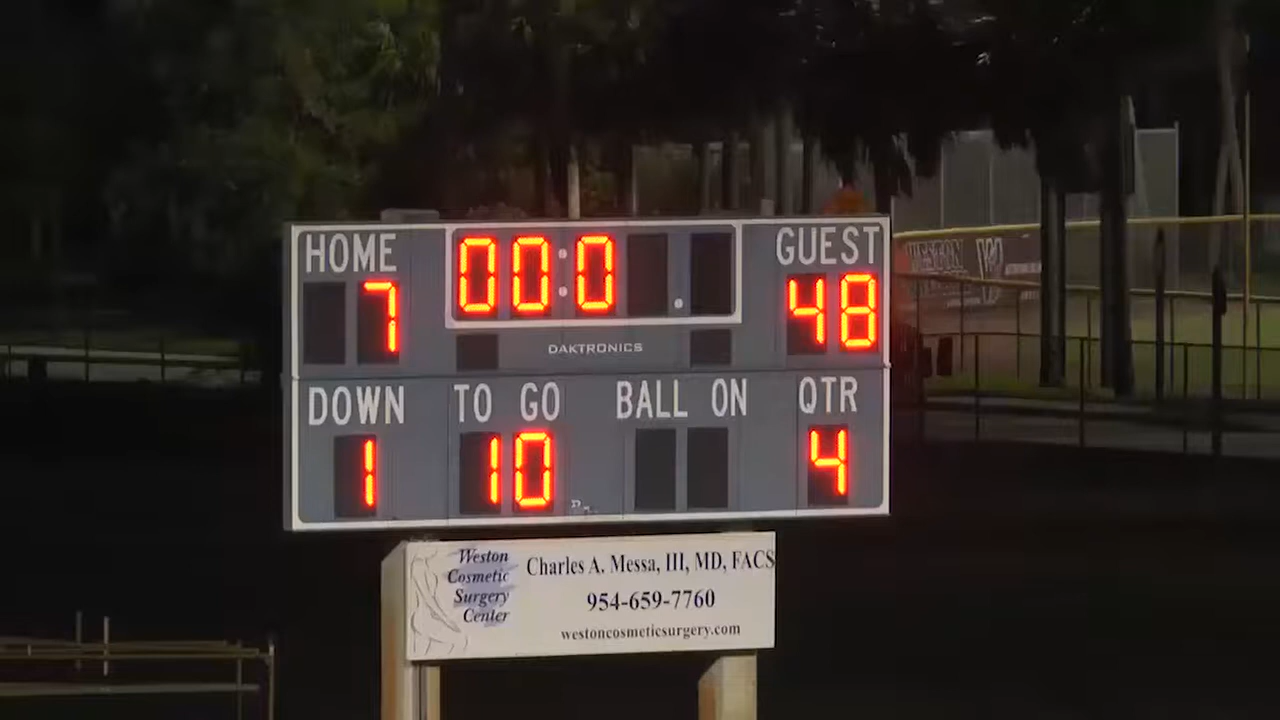 HOME
00:0 .
GUEST
7
48
DAKTRONICS
DOWN
TO GO
BALL ON
QTR
1
10
4
Weston
Cosmetic
Surgery
Center
Charles A. Messa, III, MD, FACS
954-659-7760
westoncosmeticsurgery.com
WESTON
W